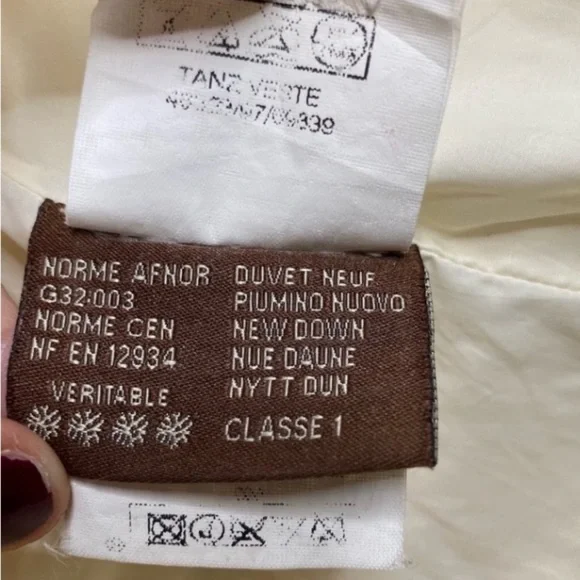 TANZ VESTE
NORME AFNOR
G32-003
NORME CEN
NF EN 12934
VERITABLE
DUVET NEUF
PIUMINO NUOVO
NEW DOWN
NUE DAUNE
NYTT DUN
CLASSE 1